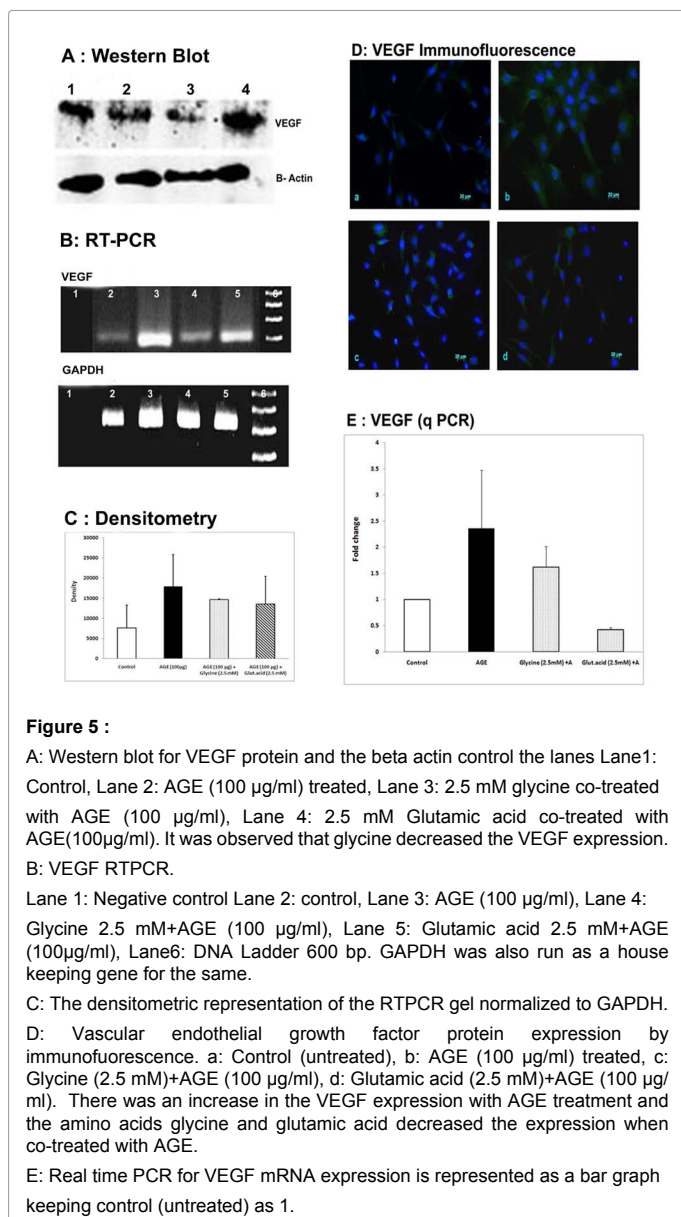 A : Western Blot
1 2 3 4
VEGF
B- Actin
B: RT-PCR
VEGF
1 2 3 4 5 6
GAPDH
1 2 3 4 5 6
C : Densitometry
30000
25000
20000
15000
10000
5000
0
Density
Control
AGE (100µg)
AGE (100 µg) +
Glycine (2.5 mM)
AGE (100 µg) +
Glut.acid (2.5 mM)
D: VEGF Immunofluorescence
a
20 µm
b
20 µm
c
20 µm
d
20 µm
E : VEGF (q PCR)
4
3.5
3
2.5
2
1.5
1
0.5
0
Fold change
Control
AGE
Glycine (2.5mM) +A
Glut.acid (2.5mM) +A
Figure 5 :
A: Western blot for VEGF protein and the beta actin control the lanes Lane1:
Control, Lane 2: AGE (100 µg/ml) treated, Lane 3: 2.5 mM glycine co-treated
with AGE (100 µg/ml), Lane 4: 2.5 mM Glutamic acid co-treated with
AGE(100µg/ml). It was observed that glycine decreased the VEGF expression.
B: VEGF RTPCR.
Lane 1: Negative control Lane 2: control, Lane 3: AGE (100 µg/ml), Lane 4:
Glycine 2.5 mM+AGE (100 µg/ml), Lane 5: Glutamic acid 2.5 mM+AGE
(100µg/ml), Lane6: DNA Ladder 600 bp. GAPDH was also run as a house
keeping gene for the same.
C: The densitometric representation of the RTPCR gel normalized to GAPDH.
D: Vascular endothelial growth factor protein expression by
immunofuorescence. a: Control (untreated), b: AGE (100 µg/ml) treated, c:
Glycine (2.5 mM)+AGE (100 µg/ml), d: Glutamic acid (2.5 mM)+AGE (100 µg/
ml). There was an increase in the VEGF expression with AGE treatment and
the amino acids glycine and glutamic acid decreased the expression when
co-treated with AGE.
E: Real time PCR for VEGF mRNA expression is represented as a bar graph
keeping control (untreated) as 1.